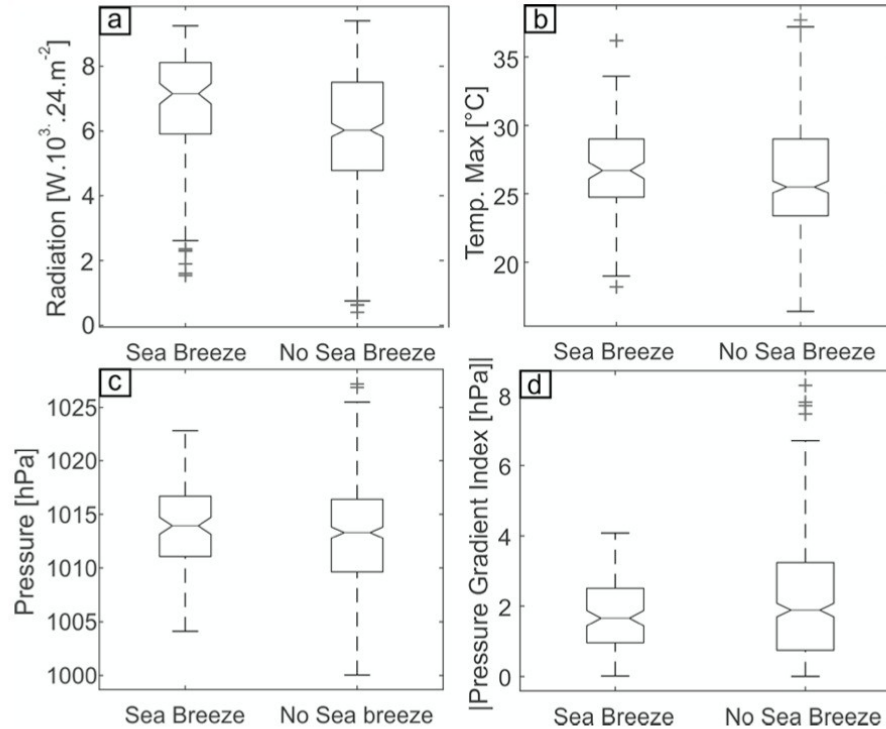 a
Radiation [W.10³..24.m⁻²]
8
6
4
2
0
Sea Breeze No Sea Breeze
b
Temp. Max [°C]
35
30
25
20
Sea Breeze No Sea Breeze
c
Pressure [hPa]
1025
1020
1015
1010
1005
1000
Sea Breeze No Sea breeze
d
|Pressure Gradient Index [hPa]|
8
6
4
2
0
Sea Breeze No Sea Breeze